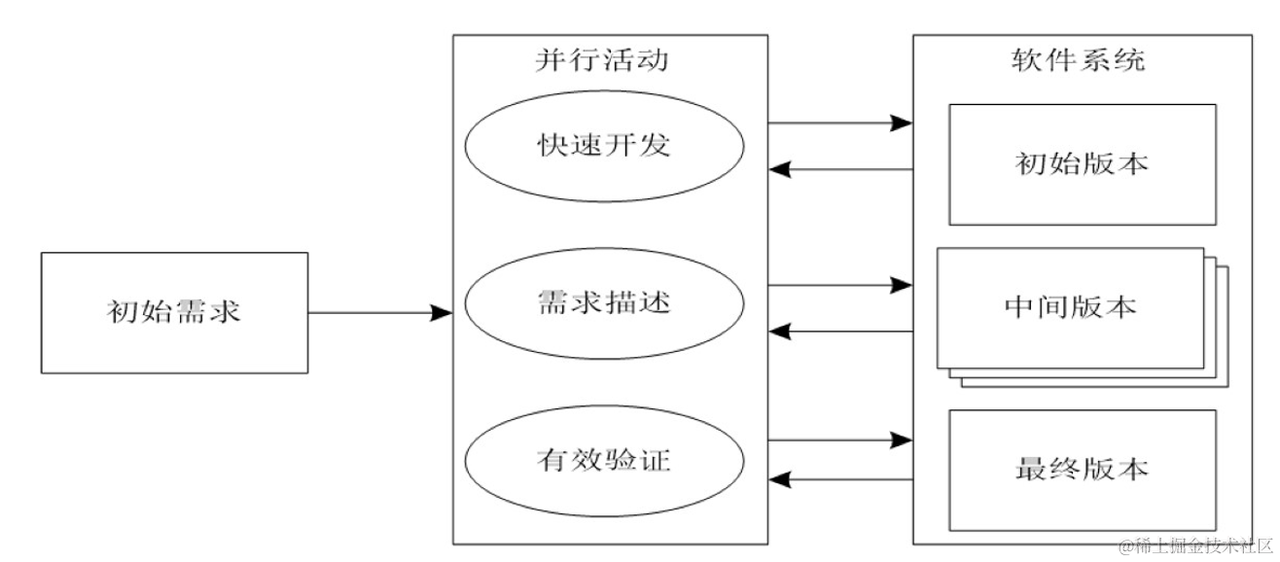 并行活动
软件系统
快速开发
初始版本
初始需求
需求描述
中间版本
有效验证
最终版本
@稀土掘金技术社区